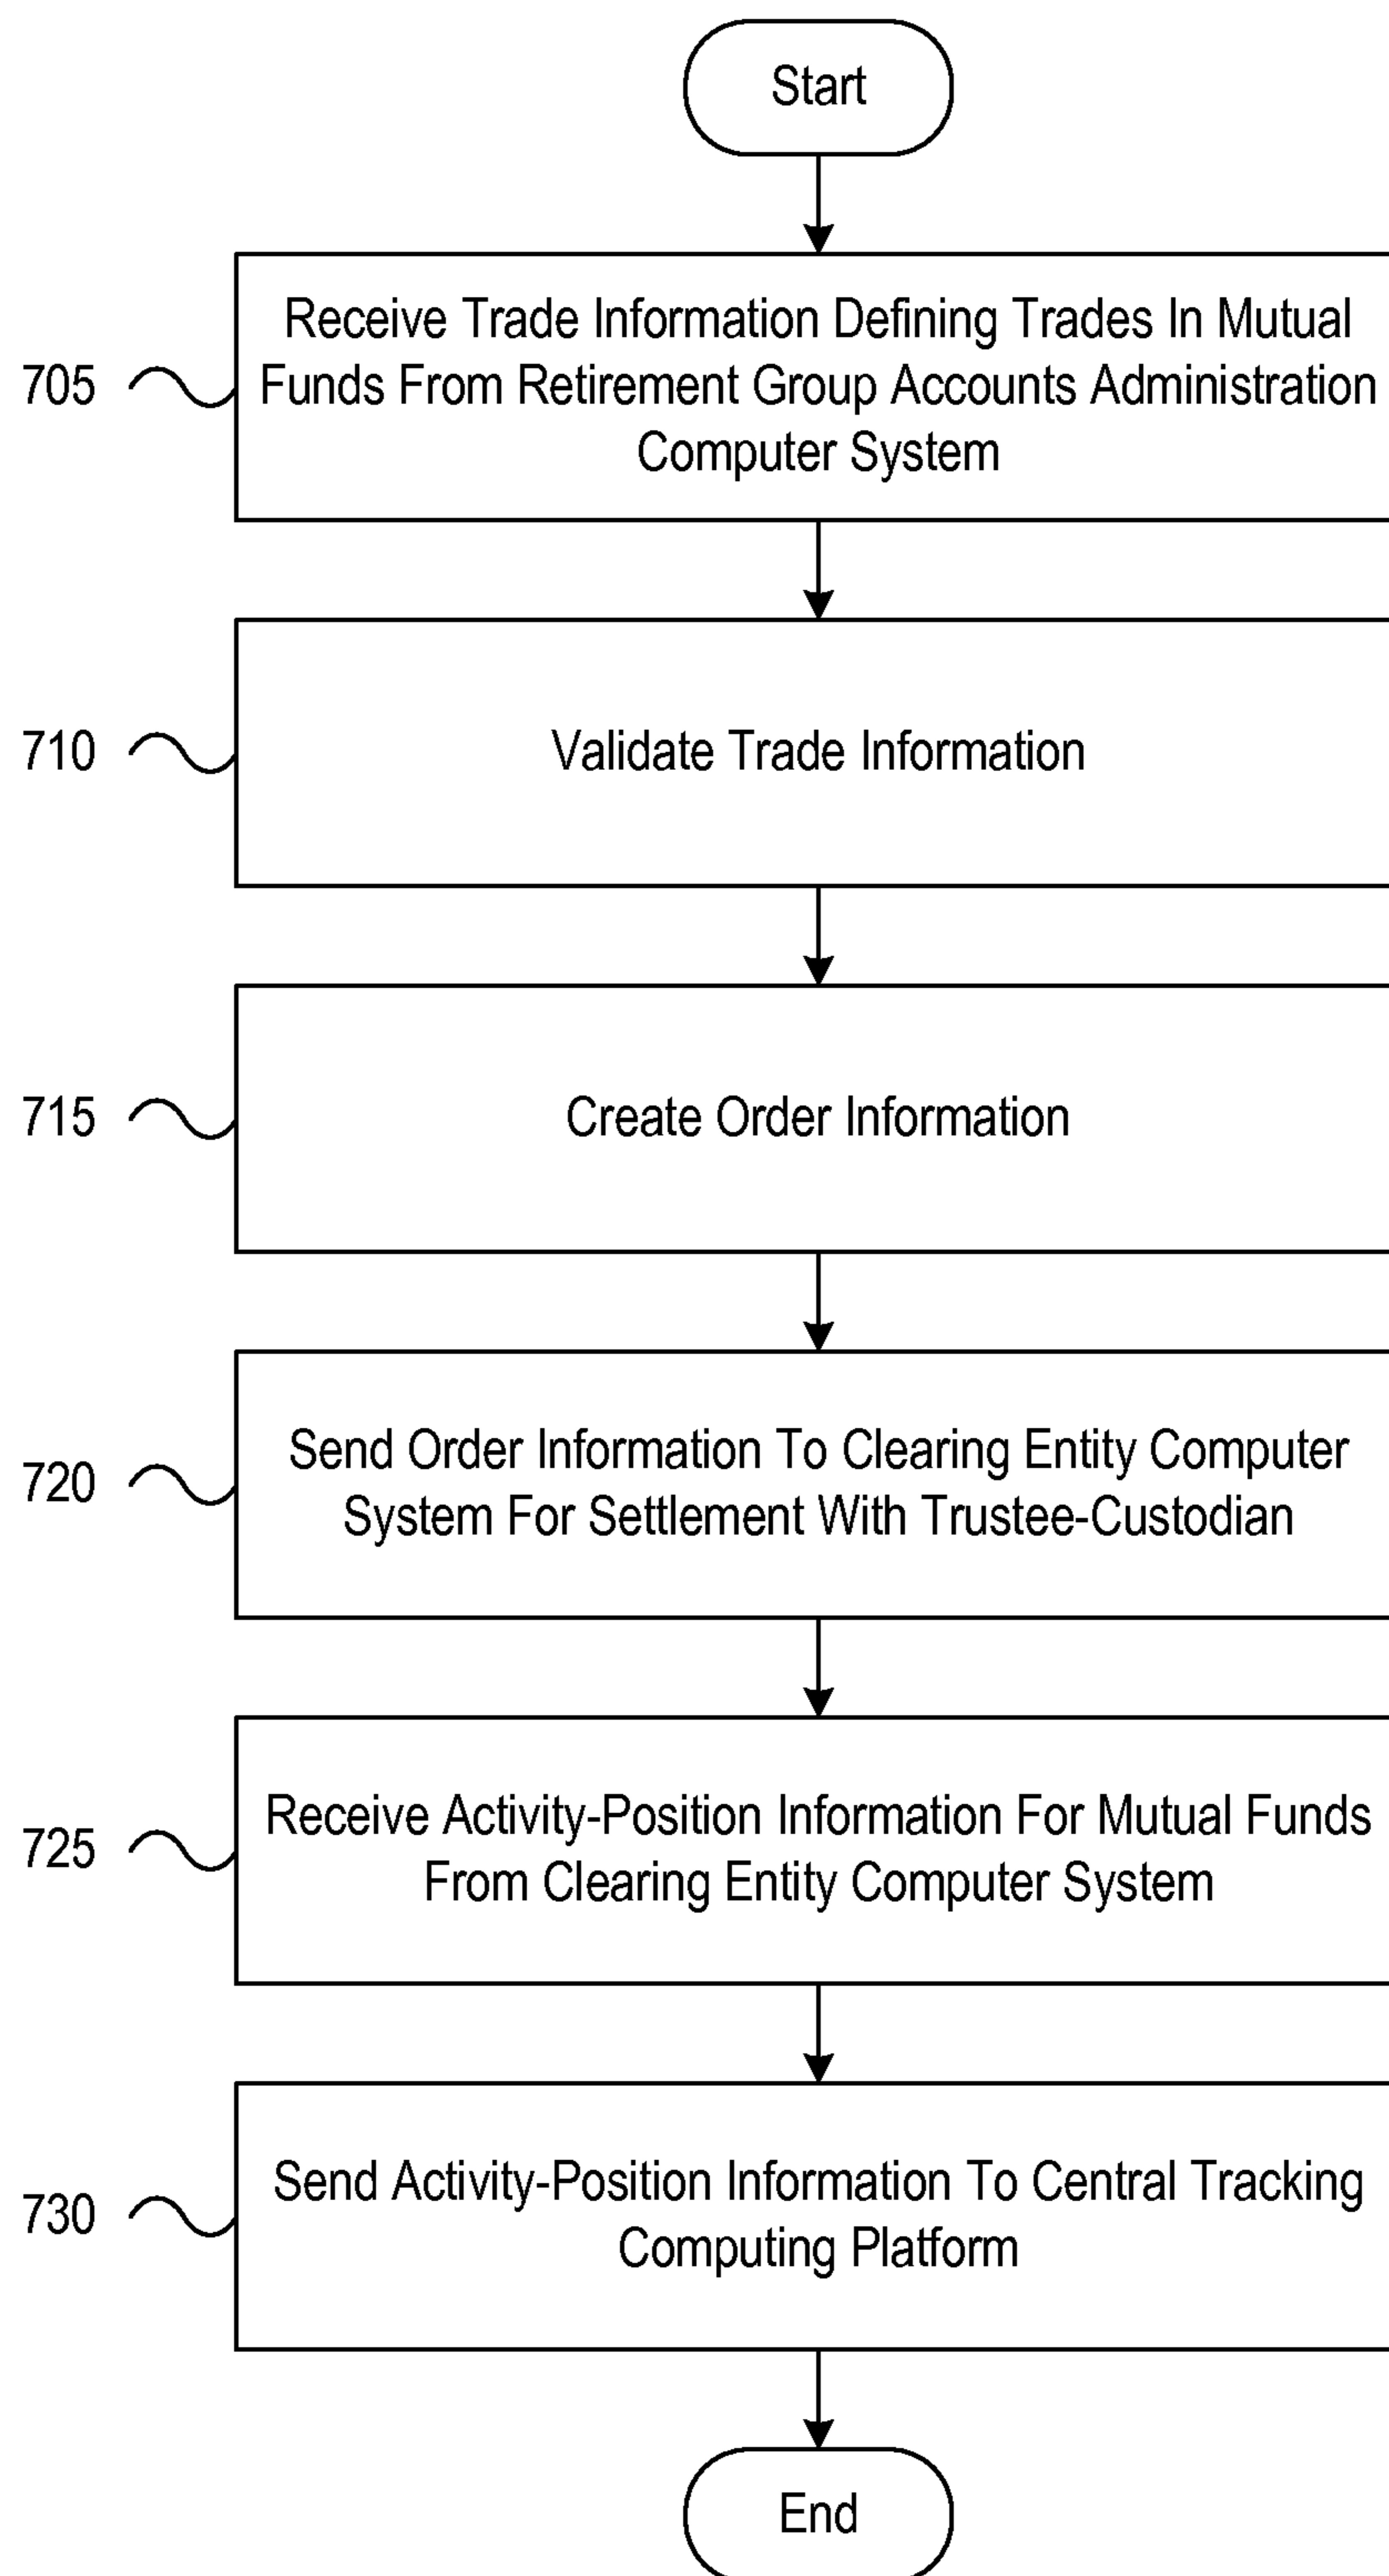 Start
Receive Trade Information Defining Trades In Mutual
Funds From Retirement Group Accounts Administration
Computer System
705
Validate Trade Information
710
Create Order Information
715
Send Order Information To Clearing Entity Computer
System For Settlement With Trustee-Custodian
720
Receive Activity-Position Information For Mutual Funds
From Clearing Entity Computer System
725
Send Activity-Position Information To Central Tracking
Computing Platform
730
End